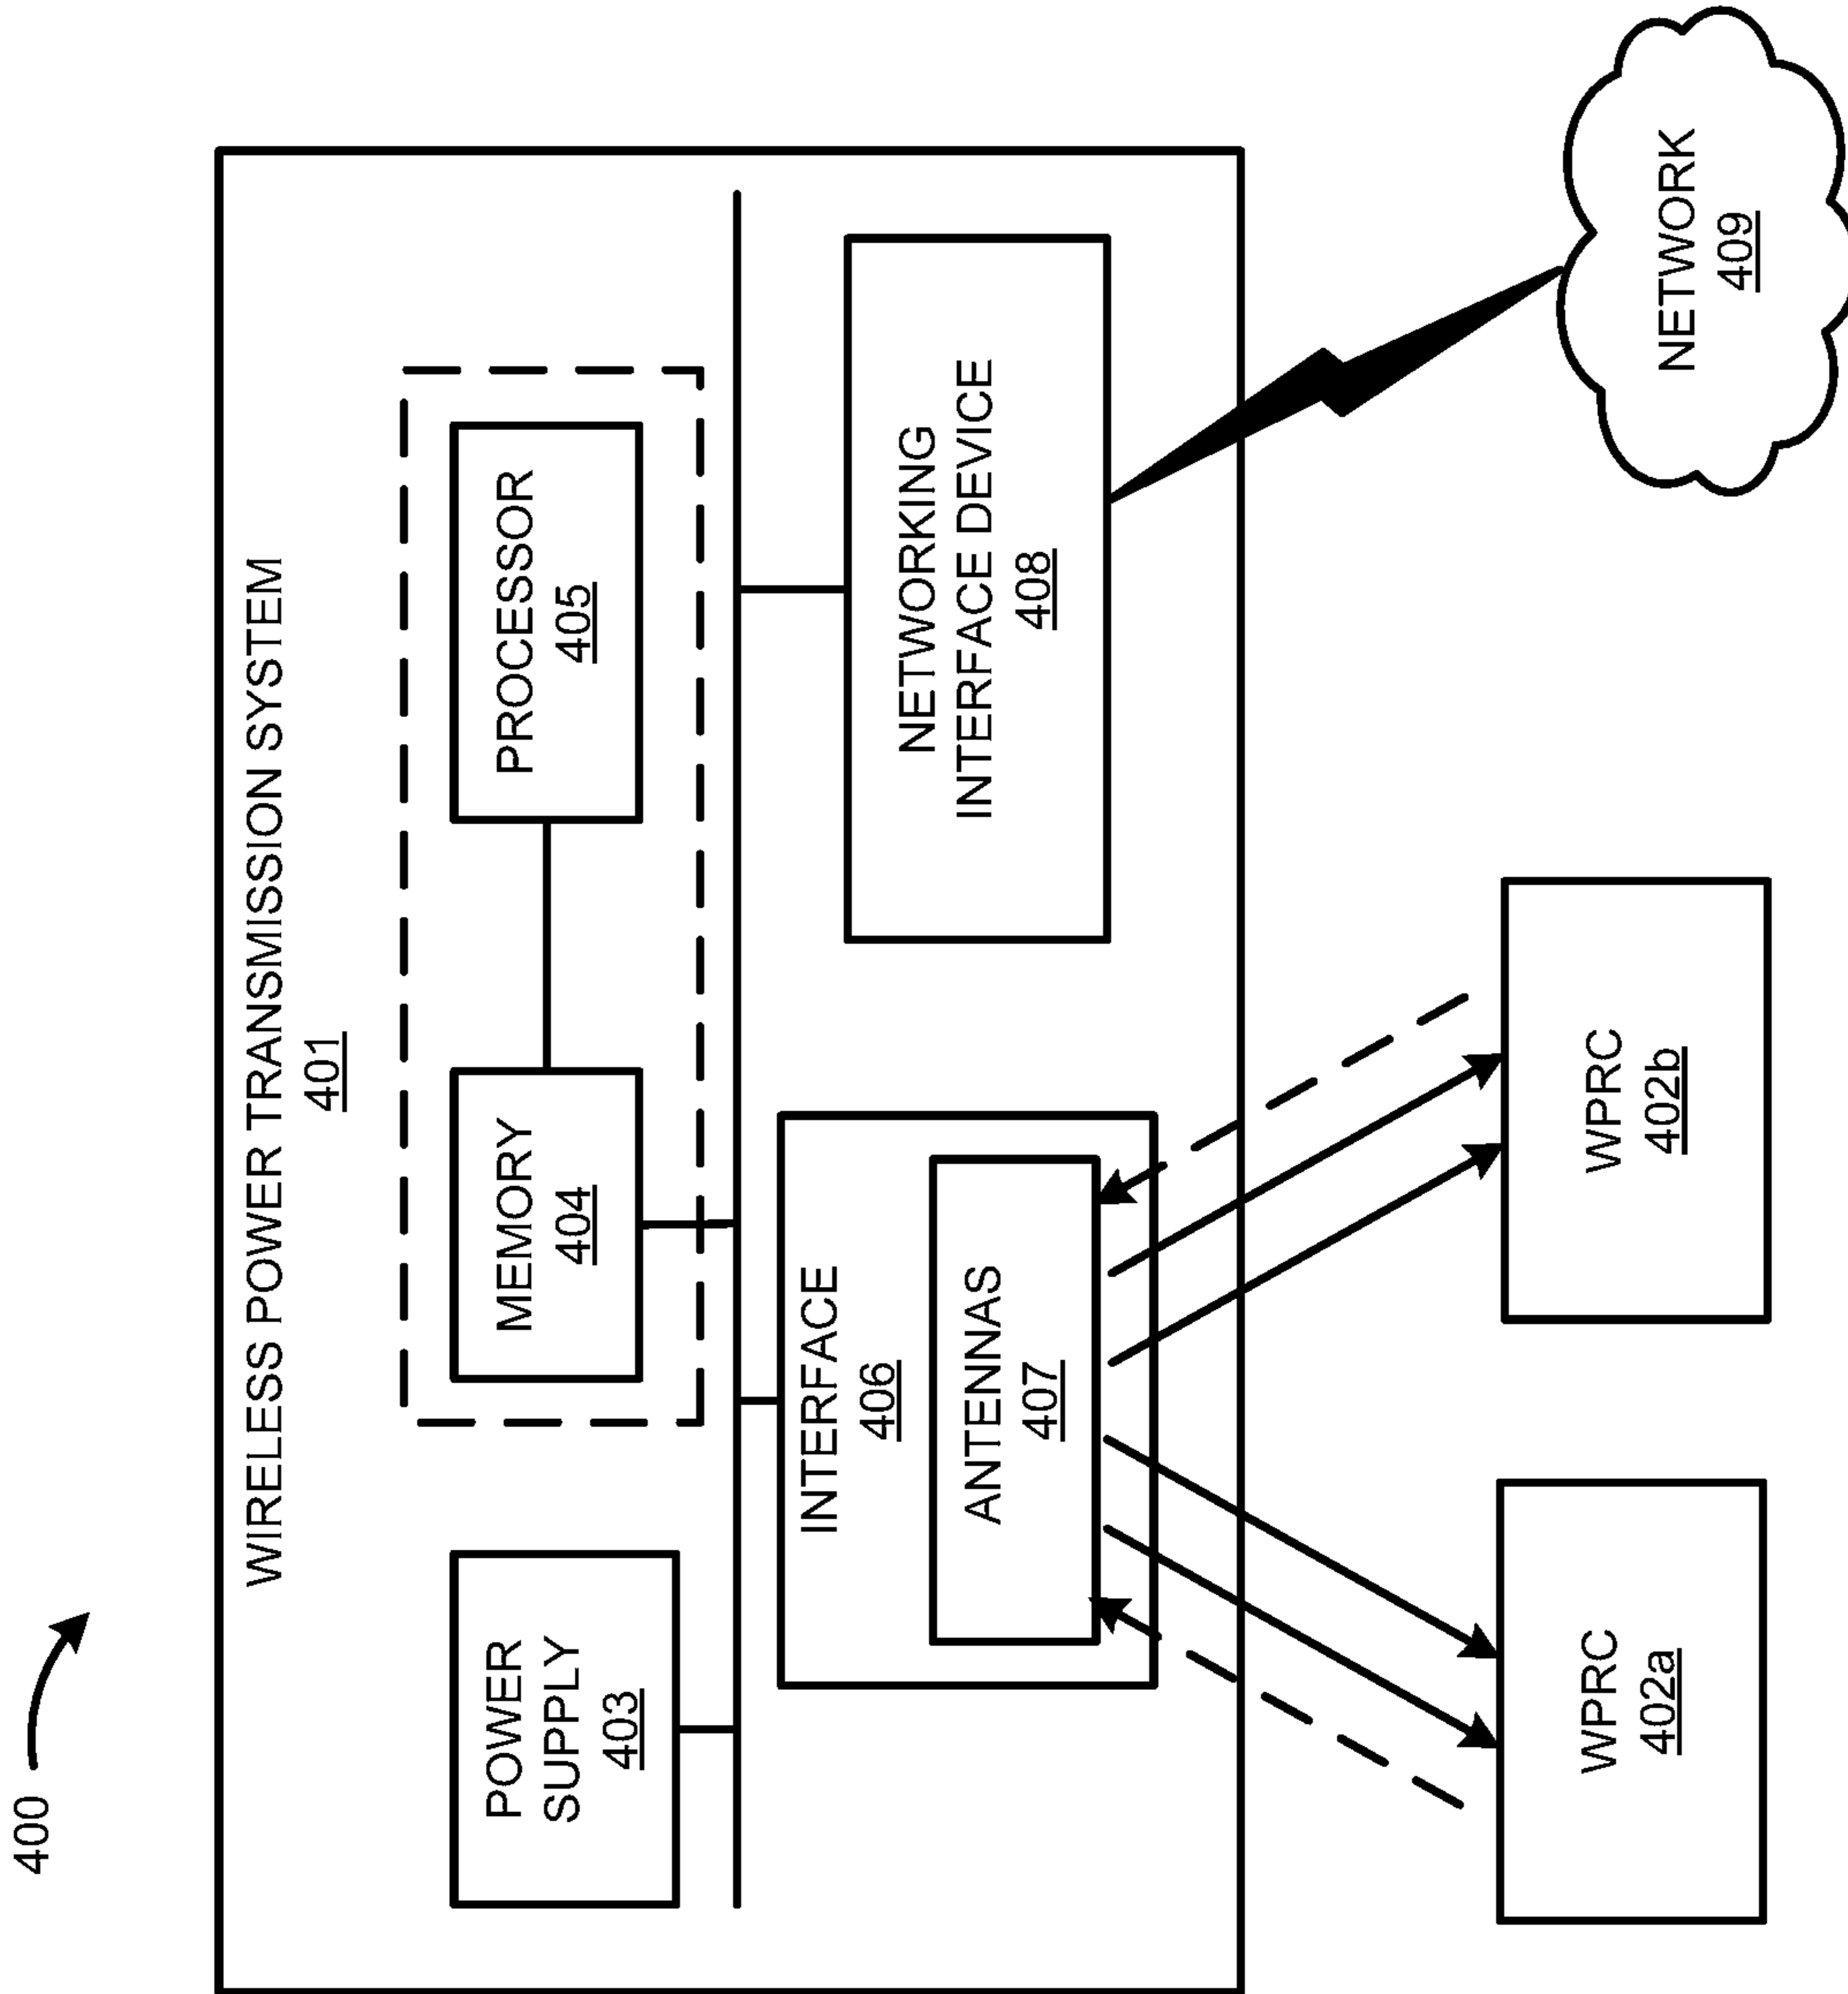 400
WIRELESS POWER TRANSMISSION SYSTEM
401
POWER
SUPPLY
403
MEMORY
404
PROCESSOR
405
INTERFACE
406
ANTENNAS
407
NETWORKING
INTERFACE DEVICE
408
WPRC
402a
WPRC
402b
NETWORK
409